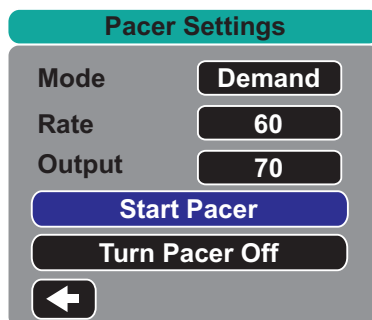 Pacer Settings
Mode Demand
Rate 60
Output 70
Start Pacer
Turn Pacer Off